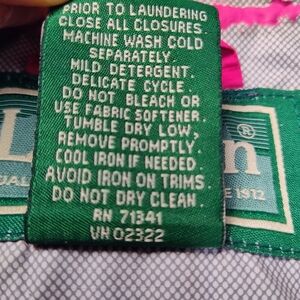 PRIOR TO LAUNDERING
CLOSE ALL CLOSURES.
MACHINE WASH COLD
SEPARATELY.
MILD DETERGENT.
DELICATE CYCLE.
DO NOT BLEACH OR
USE FABRIC SOFTENER.
TUMBLE DRY LOW,
REMOVE PROMPTLY.
COOL IRON IF NEEDED.
AVOID IRON ON TRIMS.
DO NOT DRY CLEAN.
RN 71341
VN 02322
L n ®
1912